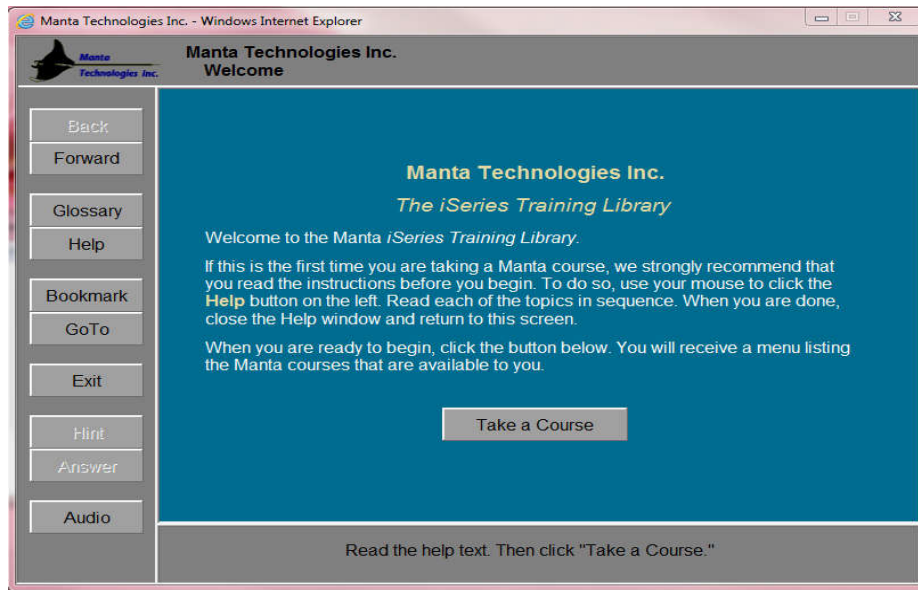 Manta Technologies Inc. - Windows Internet Explorer
Manta
Technologies Inc.
Manta Technologies Inc.
Welcome
Back
Forward
Glossary
Help
Bookmark
GoTo
Exit
Hint
Answer
Audio
Manta Technologies Inc.
The iSeries Training Library
Welcome to the Manta iSeries Training Library.
If this is the first time you are taking a Manta course, we strongly recommend that
you read the instructions before you begin. To do so, use your mouse to click the
Help button on the left. Read each of the topics in sequence. When you are done,
close the Help window and return to this screen.
When you are ready to begin, click the button below. You will receive a menu listing
the Manta courses that are available to you.
Take a Course
Read the help text. Then click "Take a Course."